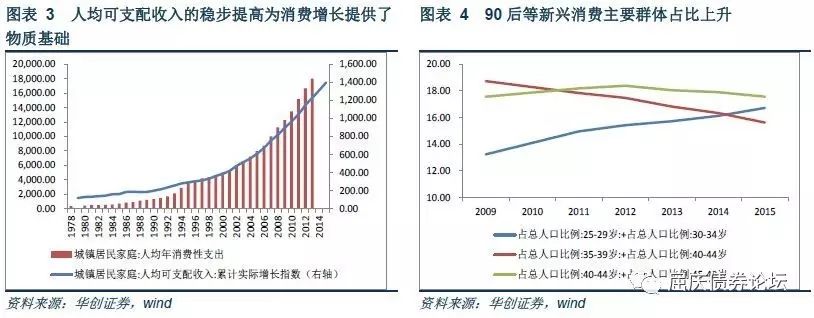 图表 3 人均可支配收入的稳步提高为消费增长提供了
物质基础
20,000.00
18,000.00
16,000.00
14,000.00
12,000.00
10,000.00
8,000.00
6,000.00
4,000.00
2,000.00
0.00
1,600.00
1,400.00
1,200.00
1,000.00
800.00
600.00
400.00
200.00
0.00
1978 1980 1982 1984 1986 1988 1990 1992 1994 1996 1998 2000 2002 2004 2006 2008 2010 2012 2014
城镇居民家庭:人均年消费性支出
城镇居民家庭:人均可支配收入:累计实际增长指数（右轴）
资料来源：华创证券，wind
图表 4 90后等新兴消费主要群体占比上升
20.00
18.00
16.00
14.00
12.00
10.00
2009 2010 2011 2012 2013 2014 2015
占总人口比例:25-29岁:+占总人口比例:30-34岁
占总人口比例:35-39岁:+占总人口比例:40-44岁
占总人口比例:40-44岁:+占总人口比例:
资料来源：华创证券，wind
屈庆债券论坛